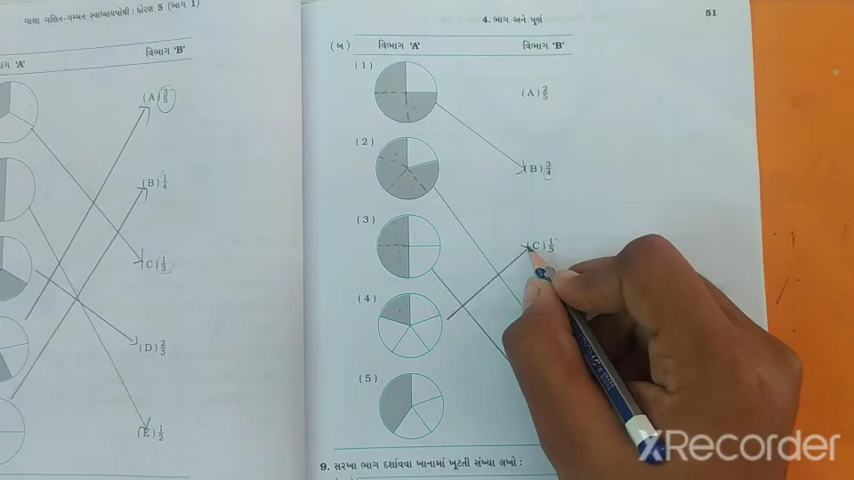 ગાલા ગણિત-ગમ્મત સ્વાધ્યાયપોથી : ધોરણ 5 (ભાગ 1)
વિભાગ 'B'
'A'
(A) 3/5
(B) 1/4
(C) 1/3
(D) 2/3
(E) 1/2
4. ભાગ અને પૂર્ણ
51
(બ) વિભાગ 'A' વિભાગ 'B'
(1)
(A) 2/5
(2)
(B) 3/4
(3)
(C) 1/5
(4)
(5)
9. સરખા ભાગ દર્શાવવા ખાનામાં ખૂટતી સંખ્યા લખો :
XRecorder